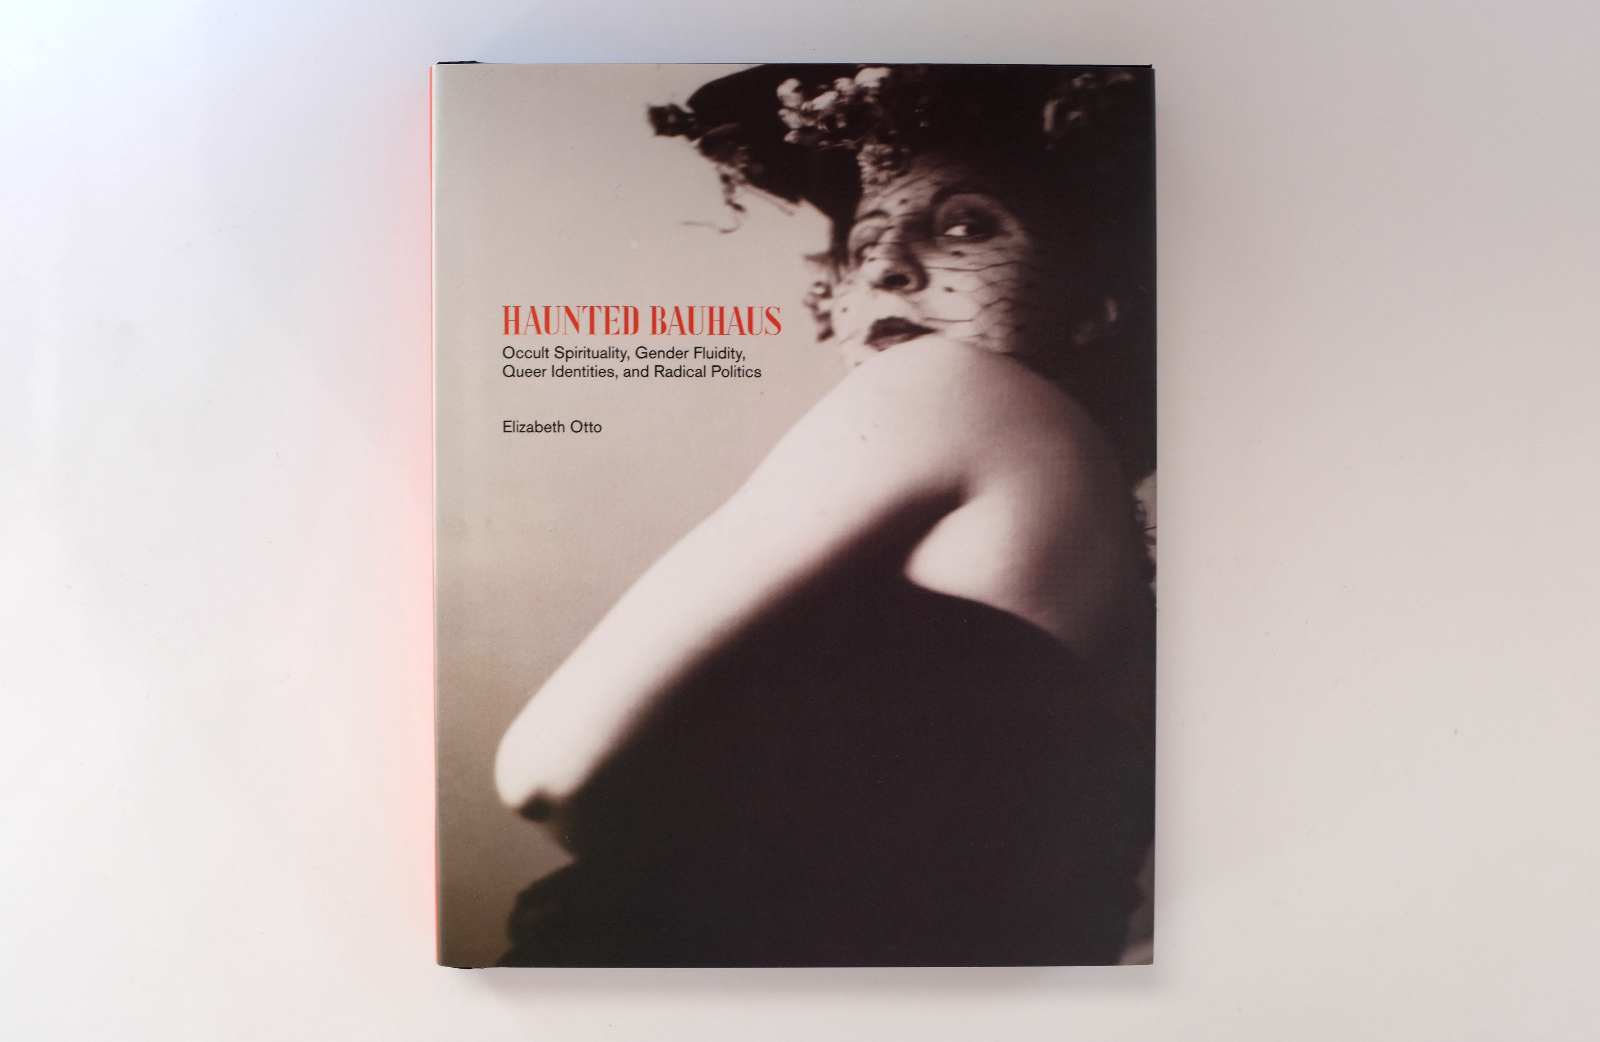 HAUNTED BAUHAUS
Occult Spirituality, Gender Fluidity,
Queer Identities, and Radical Politics
Elizabeth Otto